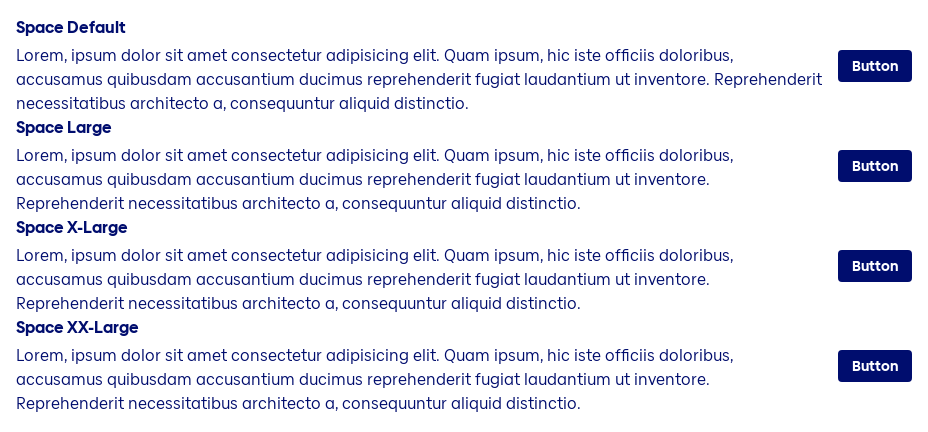 Space Default
Lorem, ipsum dolor sit amet consectetur adipisicing elit. Quam ipsum, hic iste officiis doloribus,
accusamus quibusdam accusantium ducimus reprehenderit fugiat laudantium ut inventore. Reprehenderit
necessitatibus architecto a, consequuntur aliquid distinctio.
Button
Space Large
Lorem, ipsum dolor sit amet consectetur adipisicing elit. Quam ipsum, hic iste officiis doloribus,
accusamus quibusdam accusantium ducimus reprehenderit fugiat laudantium ut inventore.
Reprehenderit necessitatibus architecto a, consequuntur aliquid distinctio.
Button
Space X-Large
Lorem, ipsum dolor sit amet consectetur adipisicing elit. Quam ipsum, hic iste officiis doloribus,
accusamus quibusdam accusantium ducimus reprehenderit fugiat laudantium ut inventore.
Reprehenderit necessitatibus architecto a, consequuntur aliquid distinctio.
Button
Space XX-Large
Lorem, ipsum dolor sit amet consectetur adipisicing elit. Quam ipsum, hic iste officiis doloribus,
accusamus quibusdam accusantium ducimus reprehenderit fugiat laudantium ut inventore.
Reprehenderit necessitatibus architecto a, consequuntur aliquid distinctio.
Button